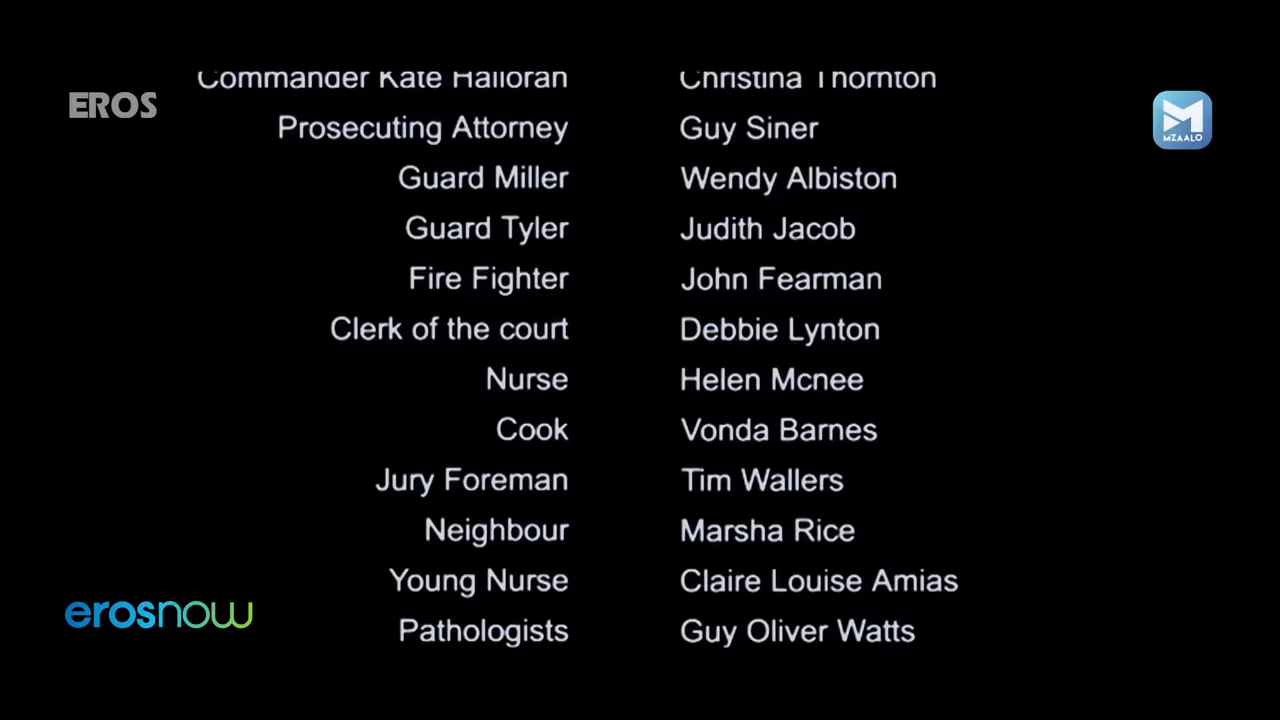 Commander Kate Halloran Christina Thornton
EROS
MZAALO
Prosecuting Attorney Guy Siner
Guard Miller Wendy Albiston
Guard Tyler Judith Jacob
Fire Fighter John Fearman
Clerk of the court Debbie Lynton
Nurse Helen Mcnee
Cook Vonda Barnes
Jury Foreman Tim Wallers
Neighbour Marsha Rice
Young Nurse Claire Louise Amias
erosnow
Pathologists Guy Oliver Watts